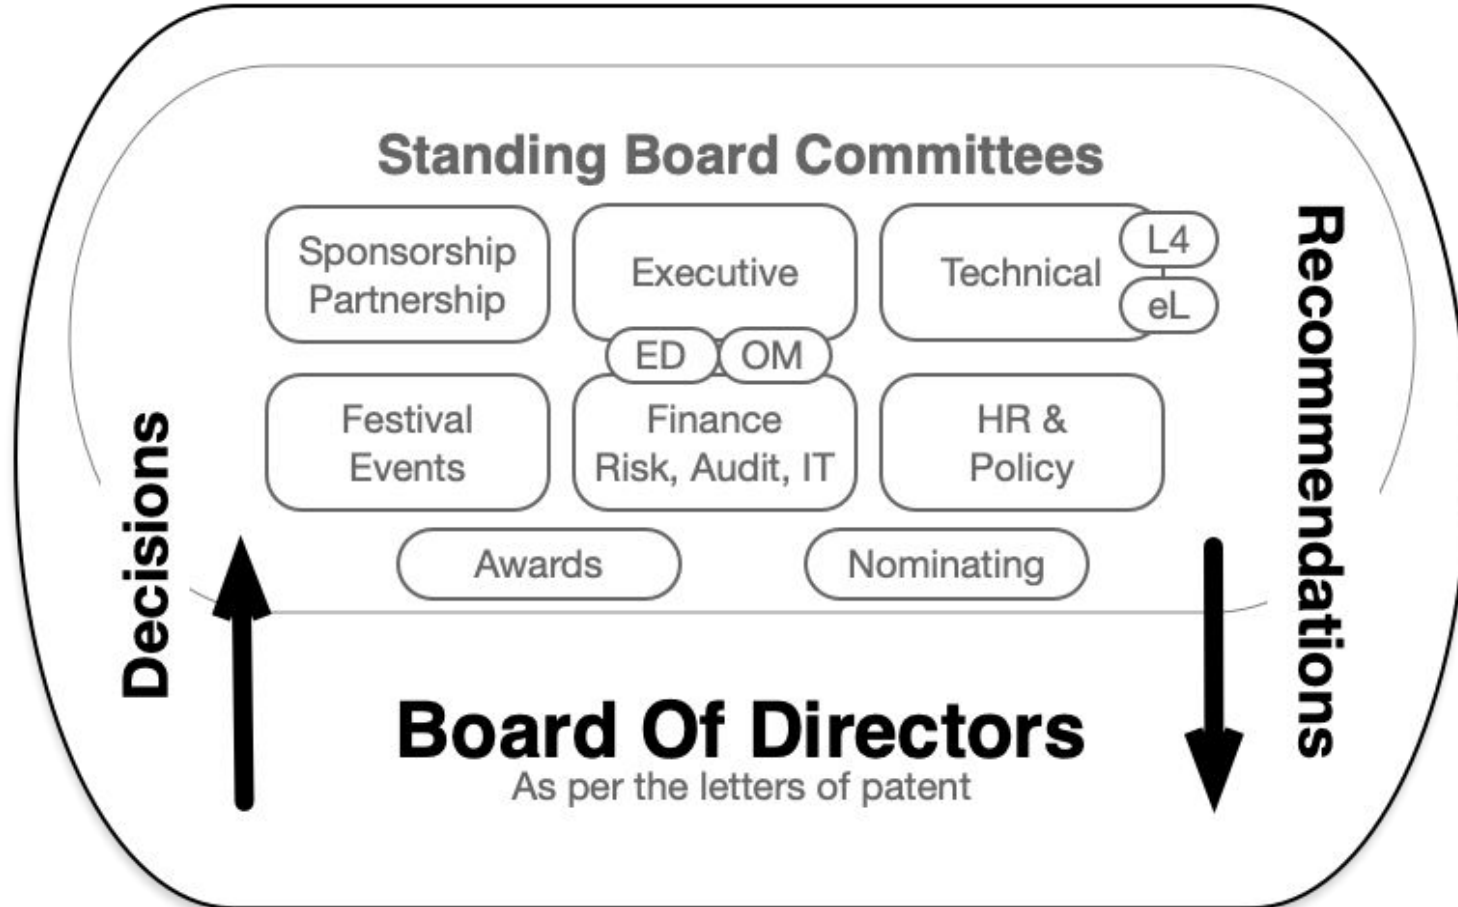 Standing Board Committees
Sponsorship
Partnership
Executive
Technical
L4
eL
ED
OM
Festival
Events
Finance
Risk, Audit, IT
HR &
Policy
Awards
Nominating
Decisions
Recommendations
Board Of Directors
As per the letters of patent